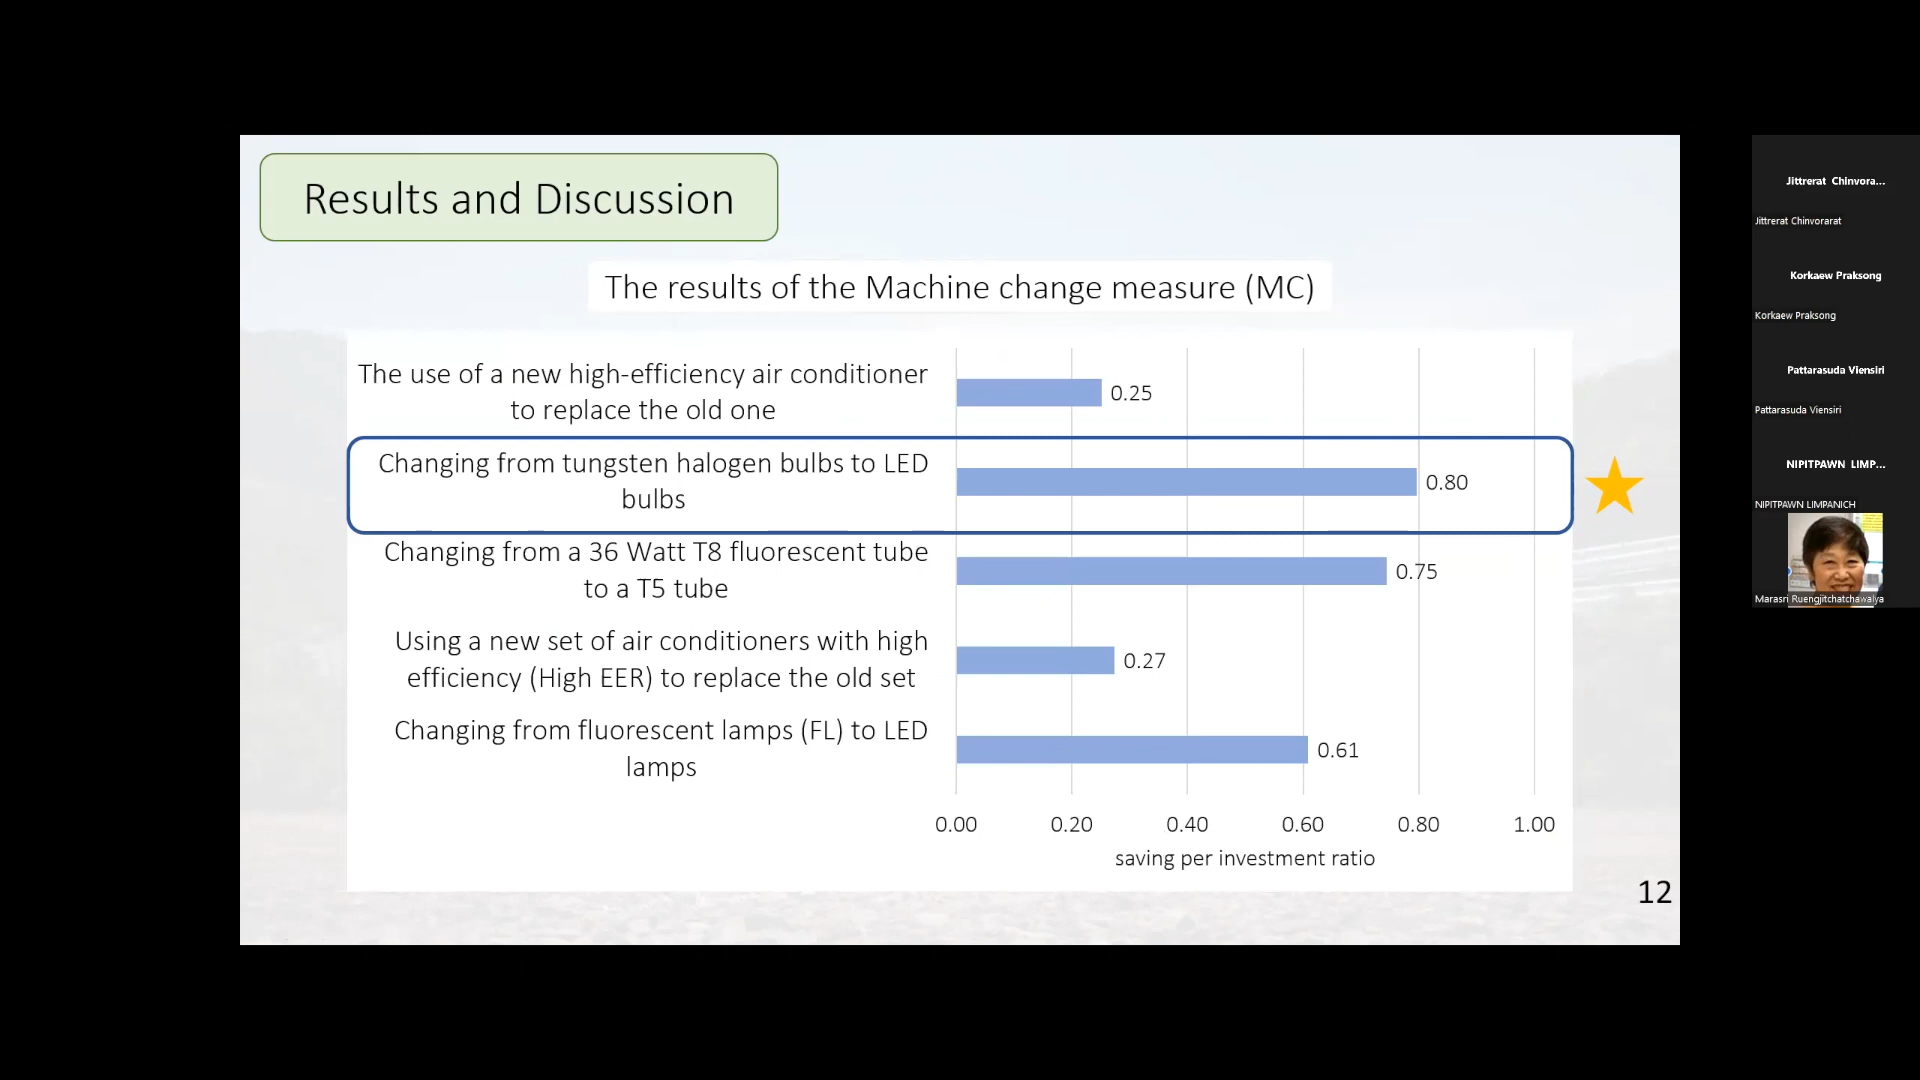 Results and Discussion
The results of the Machine change measure (MC)
The use of a new high-efficiency air conditioner
to replace the old one
0.25
Changing from tungsten halogen bulbs to LED
bulbs
0.80
Changing from a 36 Watt T8 fluorescent tube
to a T5 tube
0.75
Using a new set of air conditioners with high
efficiency (High EER) to replace the old set
0.27
Changing from fluorescent lamps (FL) to LED
lamps
0.61
0.00 0.20 0.40 0.60 0.80 1.00
saving per investment ratio
12
Jittrerat Chinvora...
Jittrerat Chinvorarat
Korkaew Praksong
Korkaew Praksong
Pattarasuda Viensiri
Pattarasuda Viensiri
NIPITPAWN LIMP...
NIPITPAWN LIMPANICH
Marasri Ruengjitchatchawalya